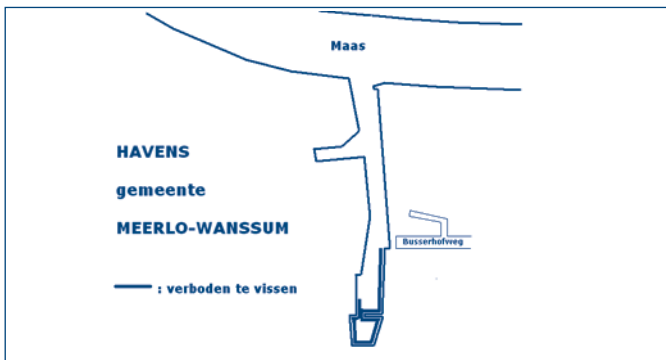 Maas
HAVENS
gemeente
MEERLO-WANSSUM
Busserhofweg
: verboden te vissen